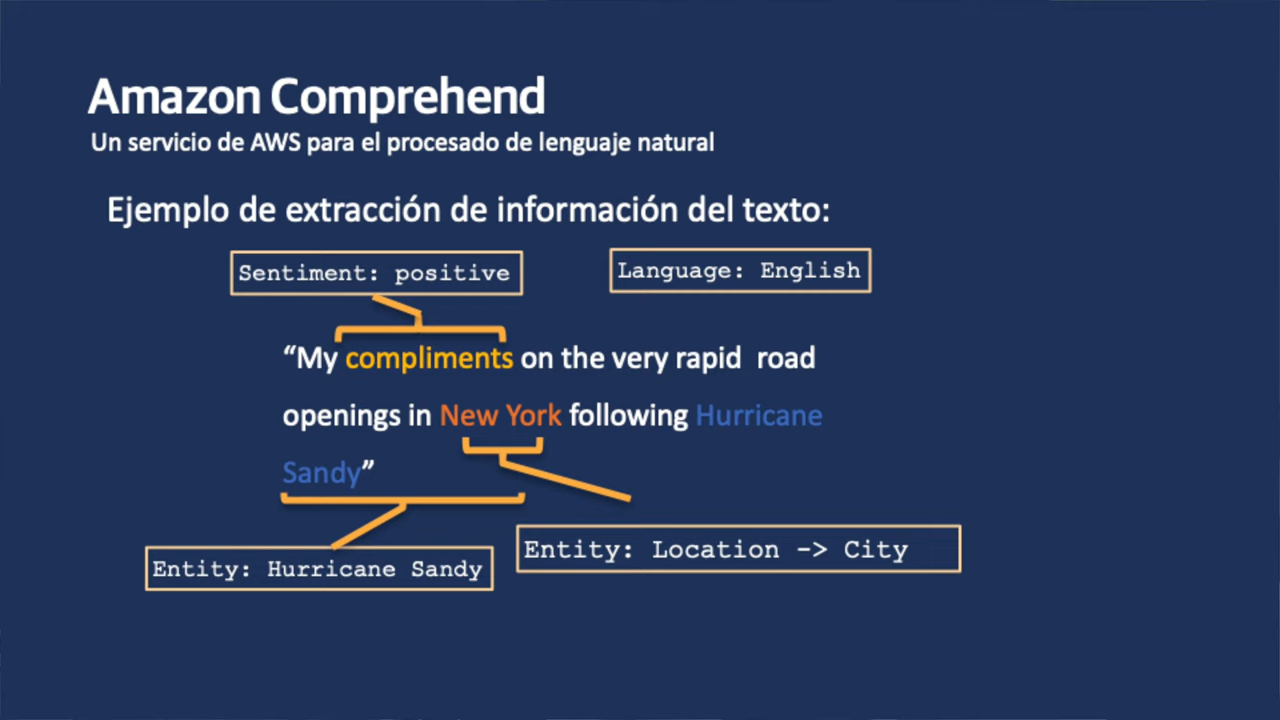 Amazon Comprehend
Un servicio de AWS para el procesado de lenguaje natural
Ejemplo de extracción de información del texto:
Sentiment: positive
Language: English
“My compliments on the very rapid road
openings in New York following Hurricane
Sandy”
Entity: Location -> City
Entity: Hurricane Sandy